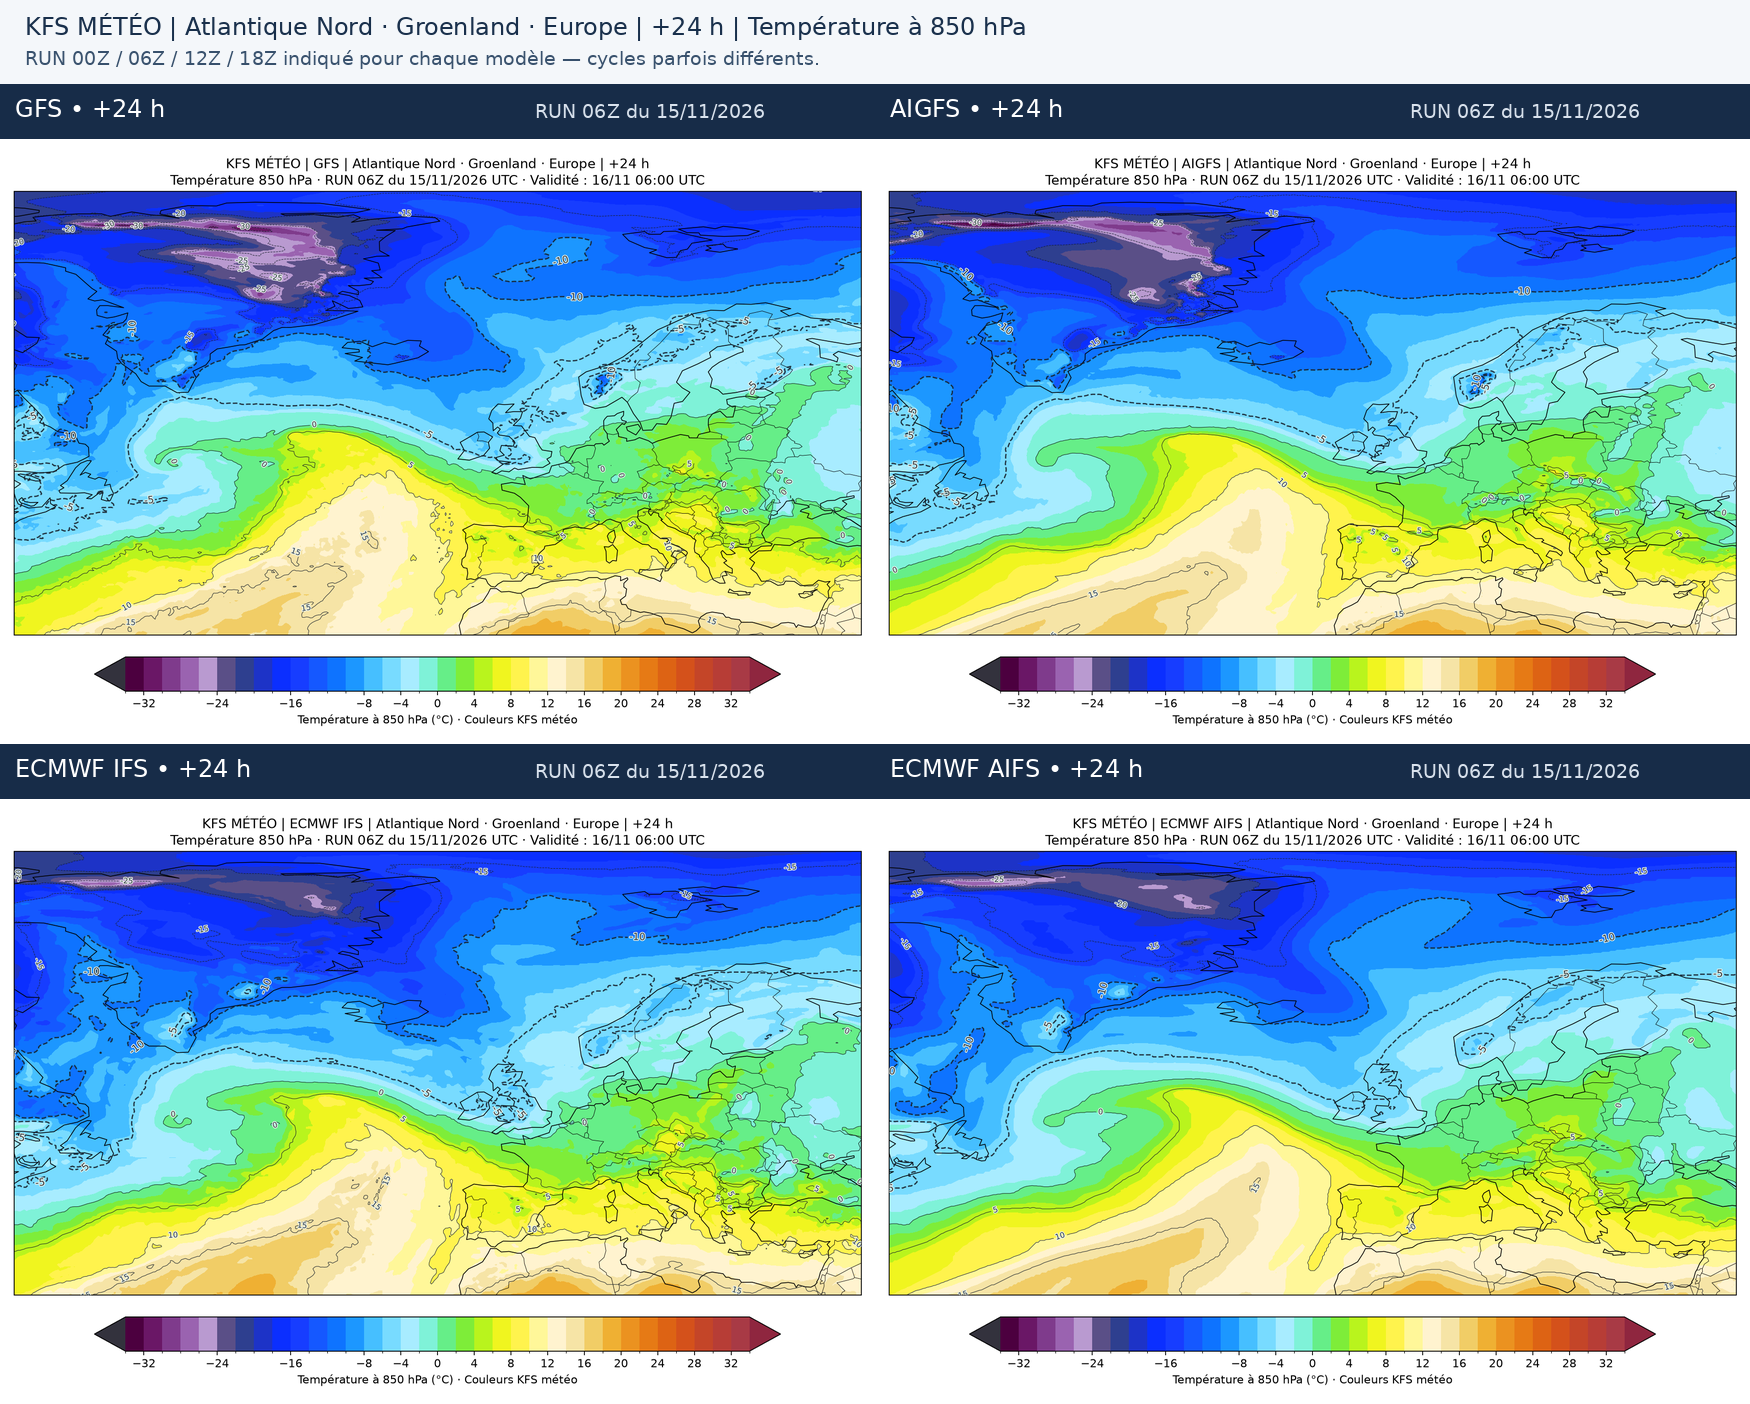 KFS MÉTÉO | Atlantique Nord · Groenland · Europe | +24 h | Température à 850 hPa
RUN 00Z / 06Z / 12Z / 18Z indiqué pour chaque modèle — cycles parfois différents.
GFS • +24 h
RUN 06Z du 15/11/2026
AIGFS • +24 h
RUN 06Z du 15/11/2026
KFS MÉTÉO | GFS | Atlantique Nord · Groenland · Europe | +24 h
Température 850 hPa · RUN 06Z du 15/11/2026 UTC · Validité : 16/11 06:00 UTC
KFS MÉTÉO | AIGFS | Atlantique Nord · Groenland · Europe | +24 h
Température 850 hPa · RUN 06Z du 15/11/2026 UTC · Validité : 16/11 06:00 UTC
−32 −24 −16 −8 −4 0 4 8 12 16 20 24 28 32
Température à 850 hPa (°C) · Couleurs KFS météo
−32 −24 −16 −8 −4 0 4 8 12 16 20 24 28 32
Température à 850 hPa (°C) · Couleurs KFS météo
ECMWF IFS • +24 h
RUN 06Z du 15/11/2026
ECMWF AIFS • +24 h
RUN 06Z du 15/11/2026
KFS MÉTÉO | ECMWF IFS | Atlantique Nord · Groenland · Europe | +24 h
Température 850 hPa · RUN 06Z du 15/11/2026 UTC · Validité : 16/11 06:00 UTC
KFS MÉTÉO | ECMWF AIFS | Atlantique Nord · Groenland · Europe | +24 h
Température 850 hPa · RUN 06Z du 15/11/2026 UTC · Validité : 16/11 06:00 UTC
−32 −24 −16 −8 −4 0 4 8 12 16 20 24 28 32
Température à 850 hPa (°C) · Couleurs KFS météo
−32 −24 −16 −8 −4 0 4 8 12 16 20 24 28 32
Température à 850 hPa (°C) · Couleurs KFS météo